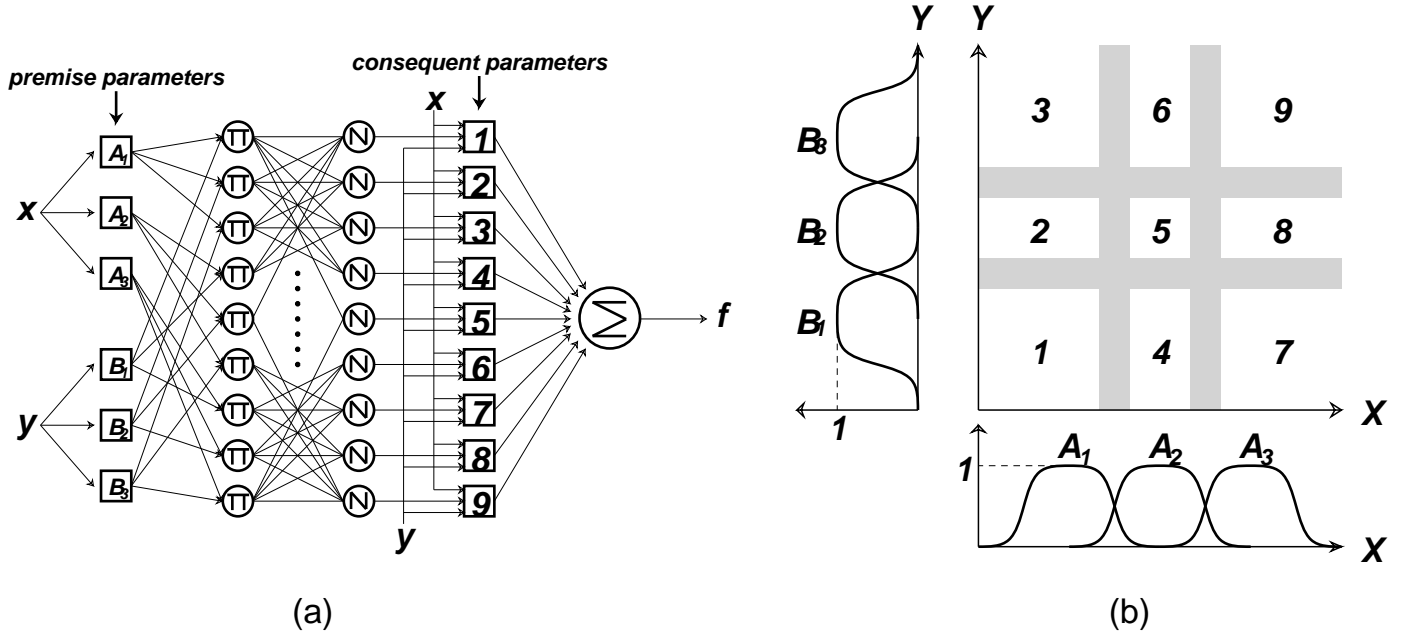 premise parameters
consequent parameters
x
A1
A2
A3
x
B1
B2
B3
y
Π
Π
Π
Π
Π
Π
Π
Π
Π
N
N
N
N
N
N
N
N
N
1
2
3
4
5
6
7
8
9
y
Σ
f
(a)
Y
Y
B3
B2
B1
1
3 6 9
2 5 8
1 4 7
X
A1 A2 A3
1
X
(b)